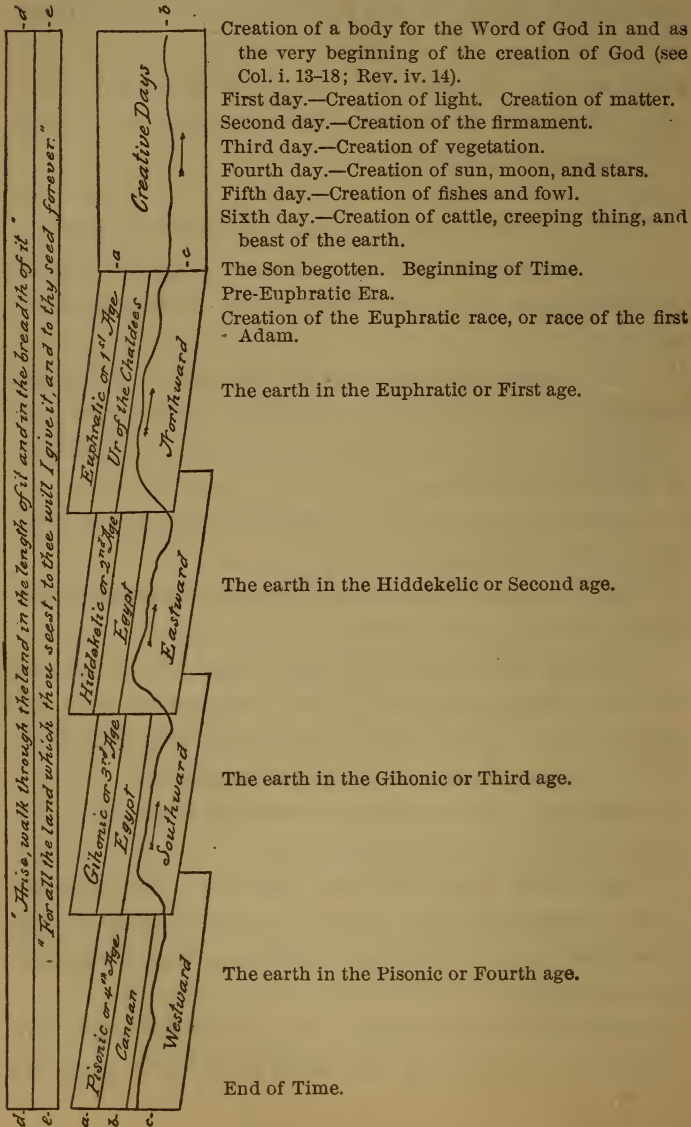 -d
-e
"Arise, walk through the land in the length of it and in the breadth of it"
"For all the land which thou seest, to thee will I give it, and to thy seed forever."
d-
e-
-b
Creative Days
-a
-c
Euphratic or 1st Age
Ur of the Chaldees
Northward
Hiddekelic or 2nd Age
Egypt
Eastward
Gihonic or 3rd Age
Egypt
Southward
Pisonic or 4th Age
Canaan
Westward
a-
b-
c-
Creation of a body for the Word of God in and as
the very beginning of the creation of God (see
Col. i. 13-18; Rev. iv. 14).
First day.—Creation of light. Creation of matter.
Second day.—Creation of the firmament.
Third day.—Creation of vegetation.
Fourth day.—Creation of sun, moon, and stars.
Fifth day.—Creation of fishes and fowl.
Sixth day.—Creation of cattle, creeping thing, and
beast of the earth.
The Son begotten. Beginning of Time.
Pre-Euphratic Era.
Creation of the Euphratic race, or race of the first
Adam.
The earth in the Euphratic or First age.
The earth in the Hiddekelic or Second age.
The earth in the Gihonic or Third age.
The earth in the Pisonic or Fourth age.
End of Time.